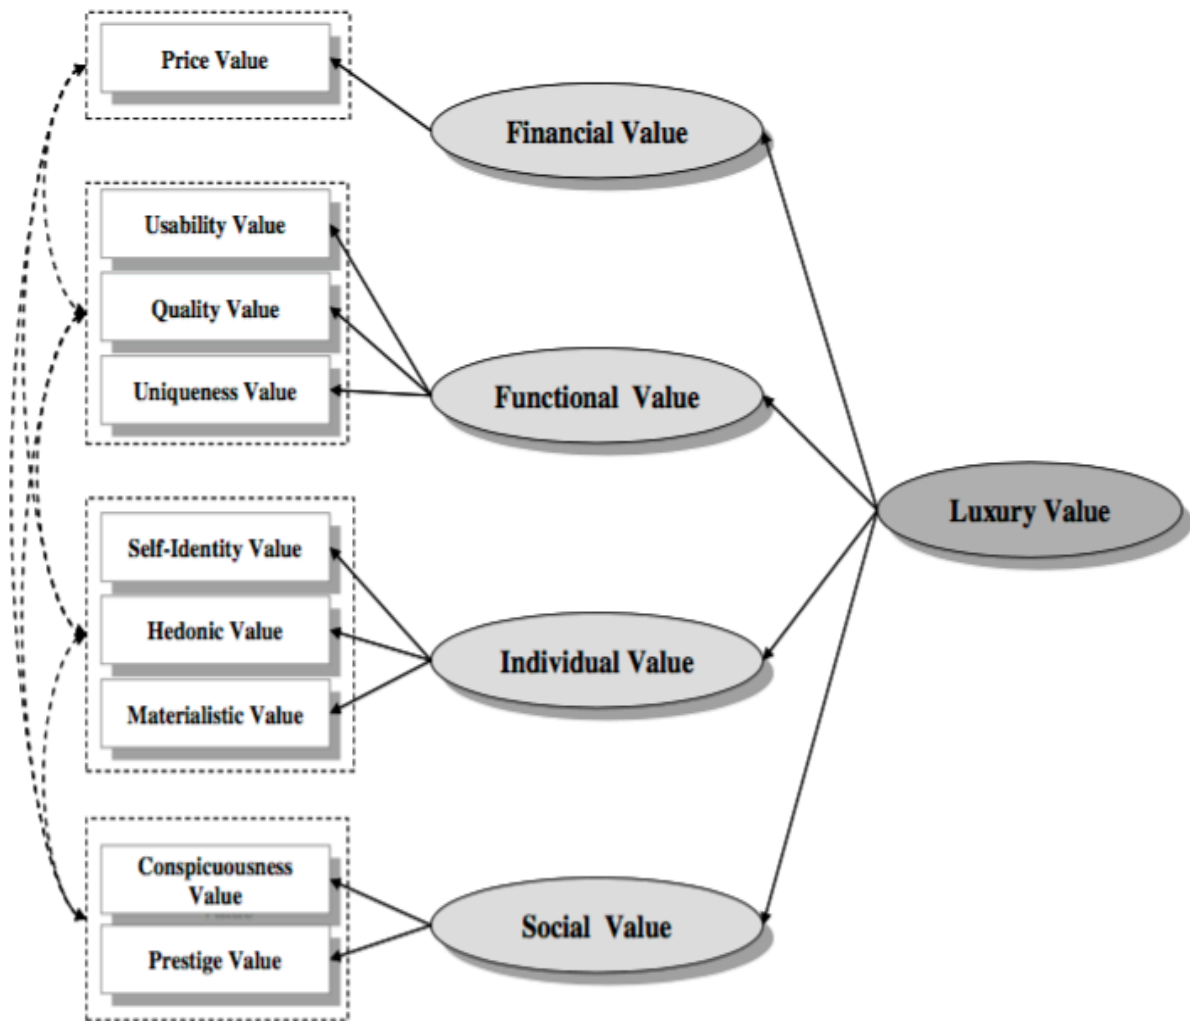 Price Value
Financial Value
Usability Value
Quality Value
Uniqueness Value
Functional Value
Luxury Value
Self-Identity Value
Hedonic Value
Materialistic Value
Individual Value
Conspicuousness
Value
Prestige Value
Social Value